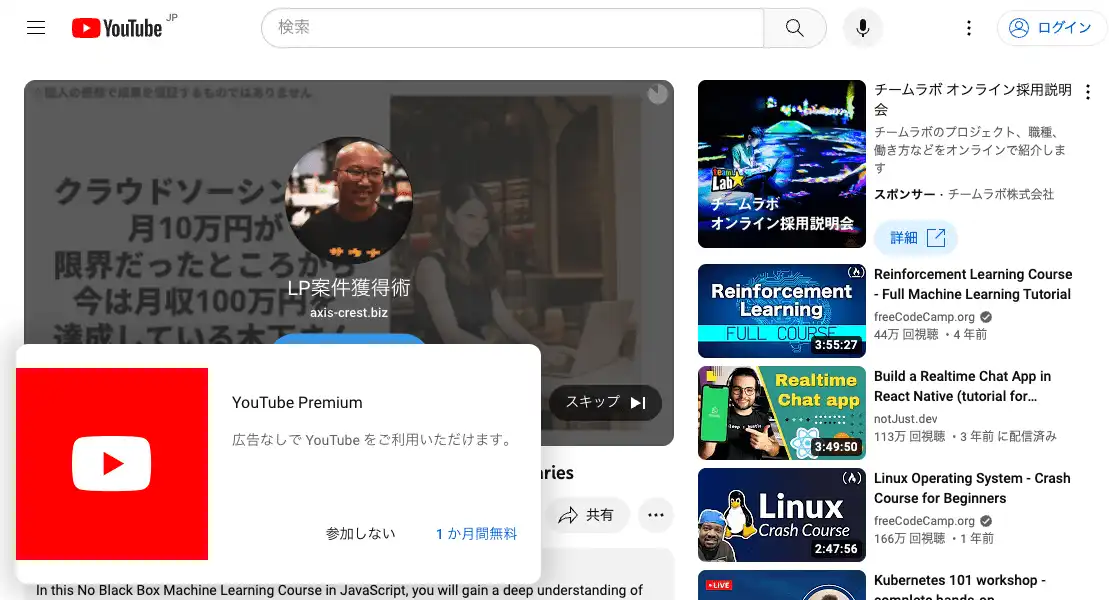 YouTube JP
検索
ログイン
※個人の感想で成果を保証するものではありません
クラウドソーシン
月10万円が
限界だったところが
今は月収100万円
達成している木下さん
サウナ
LP案件獲得術
axis-crest.biz
スキップ
YouTube Premium
広告なしで YouTube をご利用いただけます。
参加しない
1 か月間無料
raries
共有
In this No Black Box Machine Learning Course in JavaScript, you will gain a deep understanding of
teamLab
チームラボ
オンライン採用説明会
チームラボ オンライン採用説明
会
チームラボのプロジェクト、職種、
働き方などをオンラインで紹介しま
す
スポンサー・チームラボ株式会社
詳細
Reinforcement
Learning
FULL COURSE
3:55:27
Reinforcement Learning Course
- Full Machine Learning Tutorial
freeCodeCamp.org
44万 回視聴・4 年前
Realtime
Chat app
3:49:50
Build a Realtime Chat App in
React Native (tutorial for...
notJust.dev
113万 回視聴・3 年前 に配信済み
Linux
Crash Course
2:47:56
Linux Operating System - Crash
Course for Beginners
freeCodeCamp.org
166万 回視聴・1 年前
LIVE
Kubernetes 101 workshop -
complete hands-on